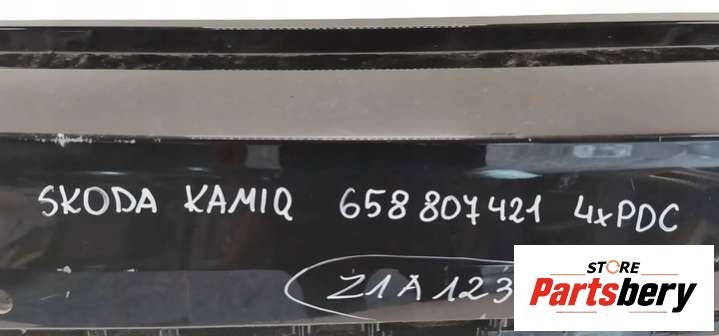 SKODA KAMIQ 658 807 421 4xPDC
Z1A 123
STORE
Partsbery